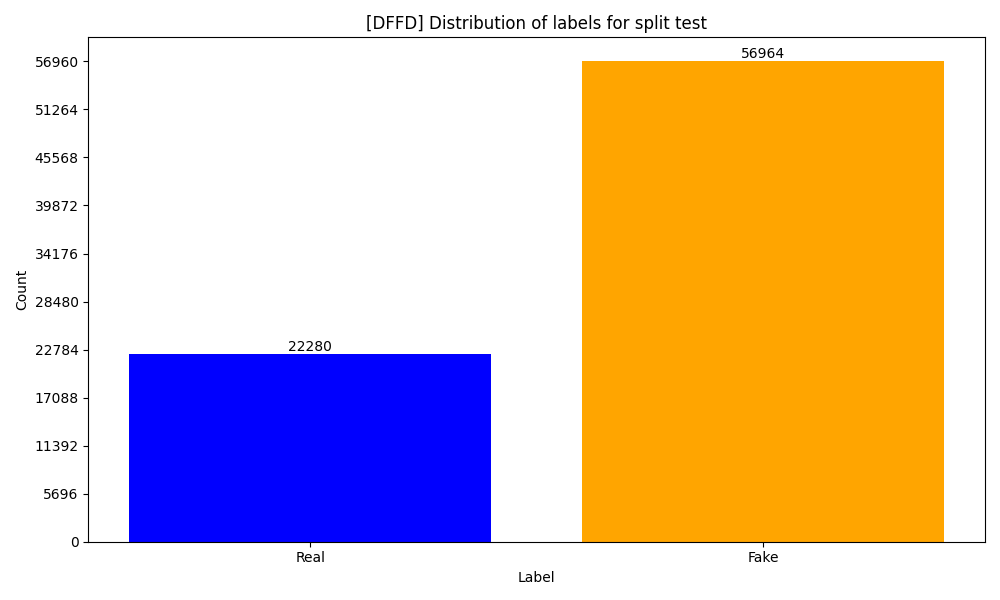 [DFFD] Distribution of labels for split test
56964
56960
51264
45568
39872
34176
28480
22784
22280
17088
11392
5696
0
Count
Real
Fake
Label